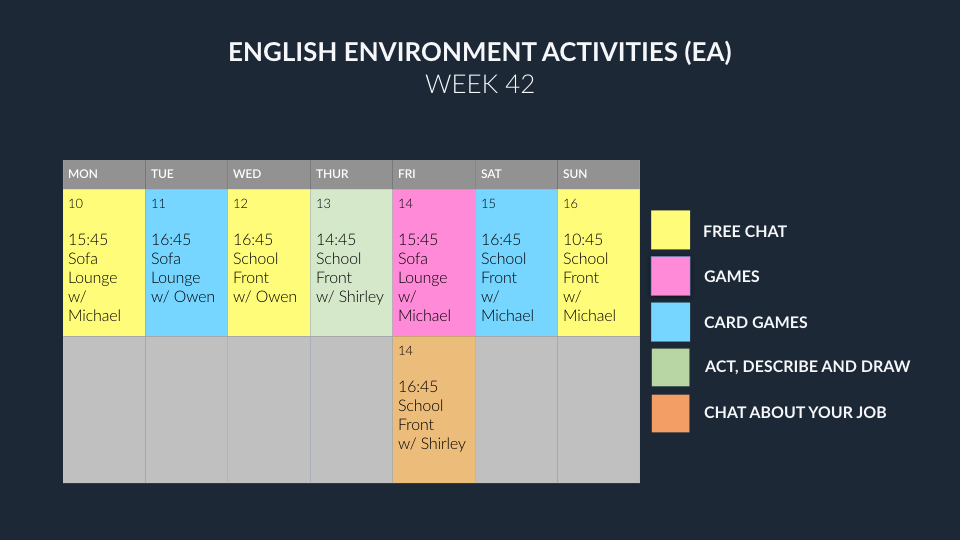 ENGLISH ENVIRONMENT ACTIVITIES (EA)
WEEK 42
MON
TUE
WED
THUR
FRI
SAT
SUN
10
15:45
Sofa
Lounge
w/
Michael
11
16:45
Sofa
Lounge
w/ Owen
12
16:45
School
Front
w/ Owen
13
14:45
School
Front
w/ Shirley
14
15:45
Sofa
Lounge
w/
Michael
15
16:45
School
Front
w/
Michael
16
10:45
School
Front
w/
Michael
14
16:45
School
Front
w/ Shirley
FREE CHAT
GAMES
CARD GAMES
ACT, DESCRIBE AND DRAW
CHAT ABOUT YOUR JOB